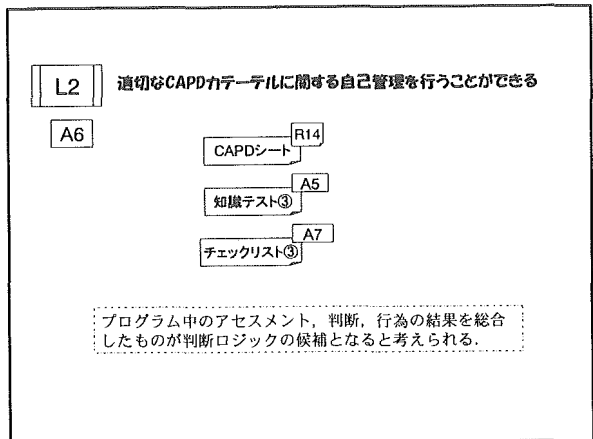 L2
適切なCAPDカテーテルに関する自己管理を行うことができる
A6
R14
CAPDシート
A5
知識テスト③
A7
チェックリスト③
プログラム中のアセスメント，判断，行為の結果を総合
したものが判断ロジックの候補となると考えられる．